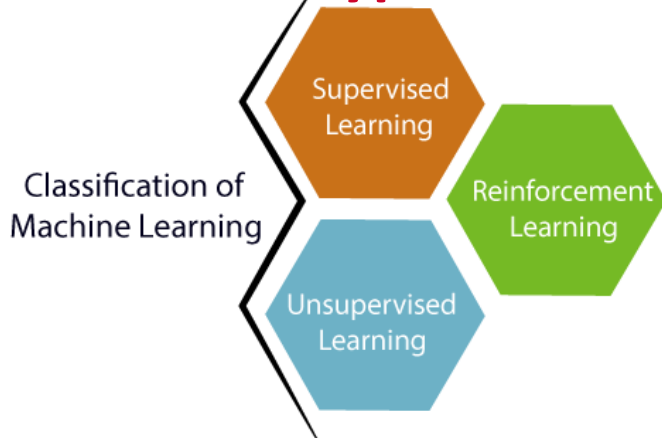 Supervised
Learning
Classification of
Machine Learning
Reinforcement
Learning
Unsupervised
Learning